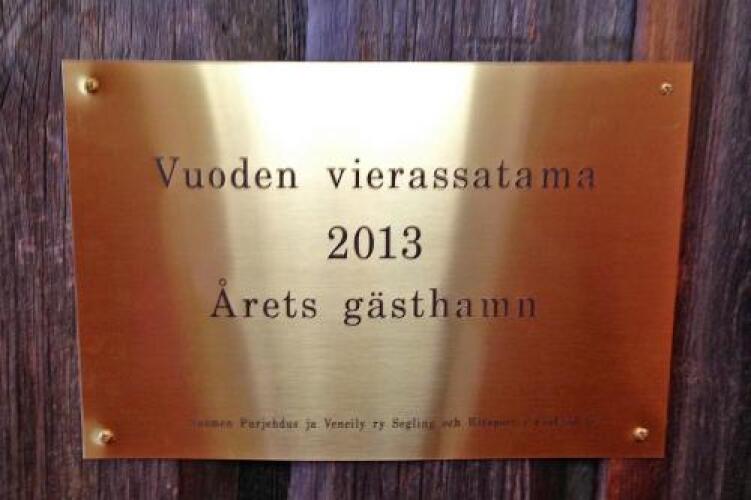 Vuoden vierassatama
2013
Årets gästhamn
Suomen Purjehdus ja Veneily ry Segling och